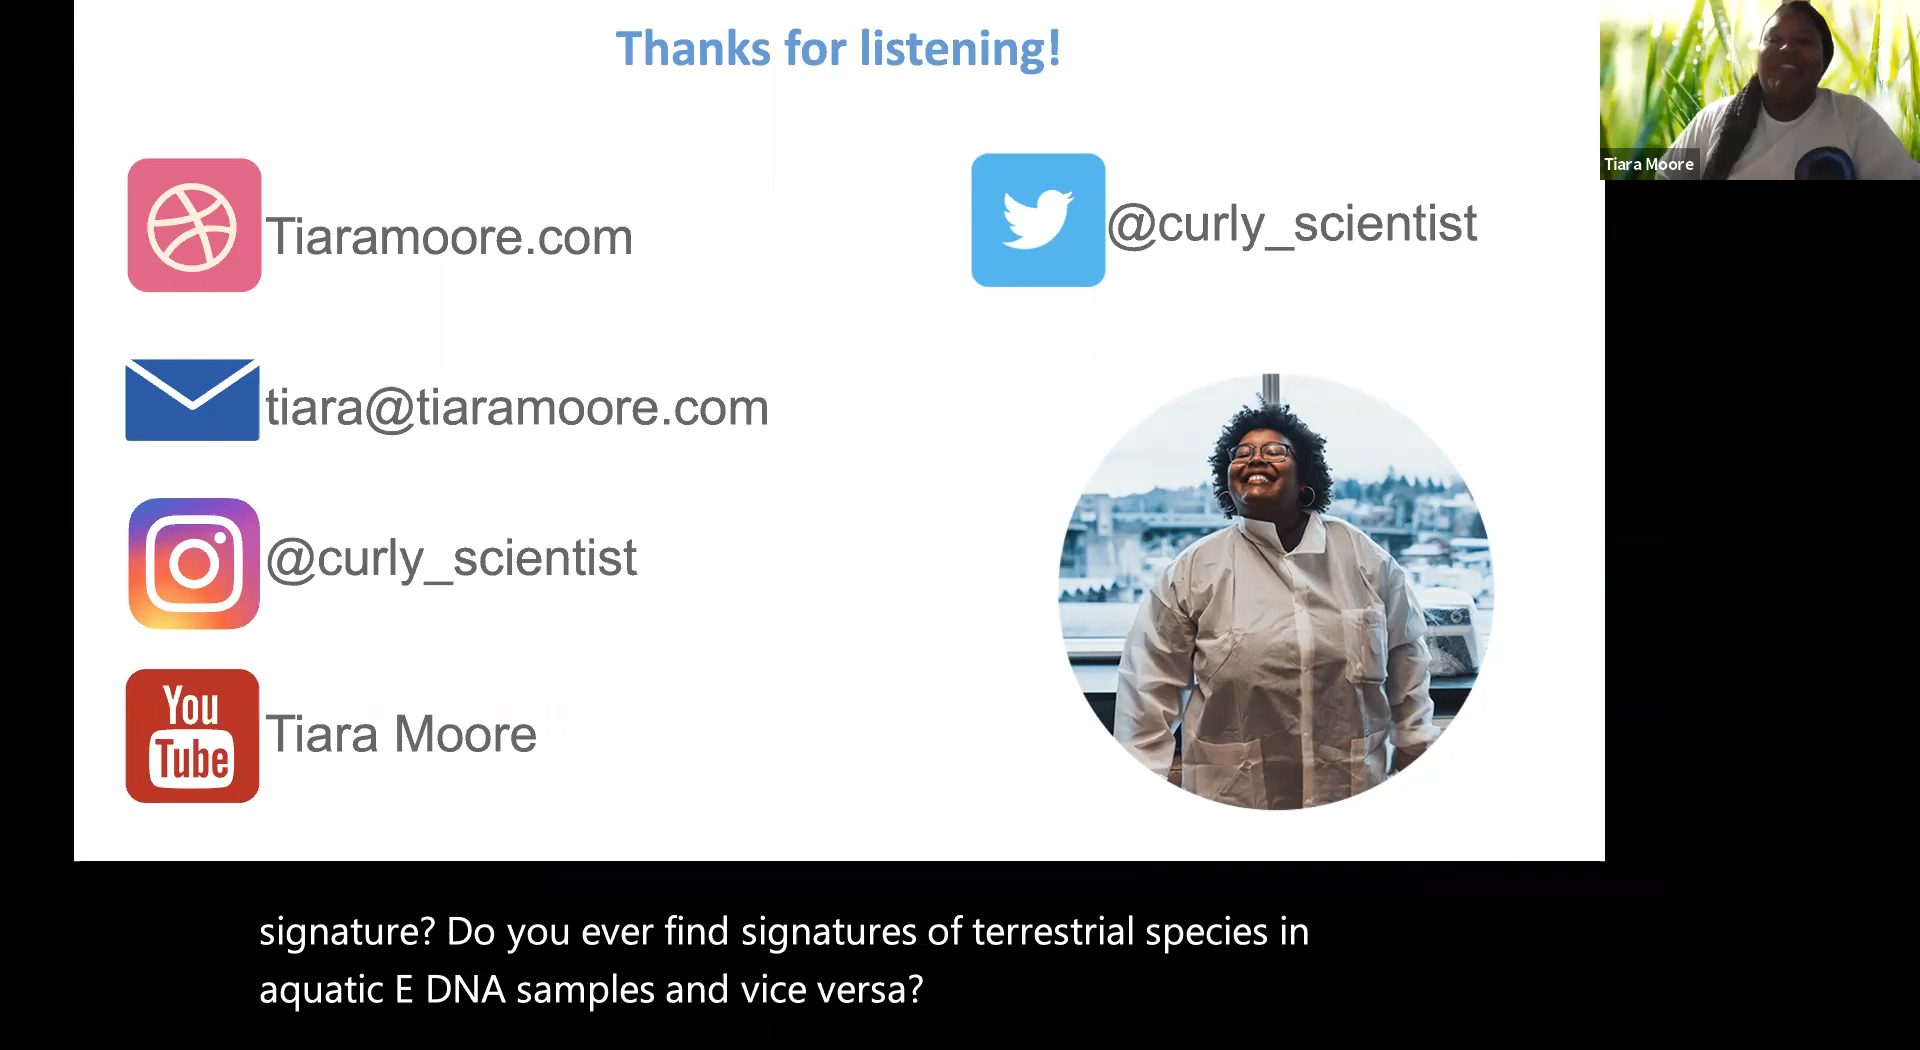 Thanks for listening!
Tiaramoore.com
@curly_scientist
tiara@tiaramoore.com
@curly_scientist
You
Tube
Tiara Moore
Tiara Moore
signature? Do you ever find signatures of terrestrial species in
aquatic E DNA samples and vice versa?